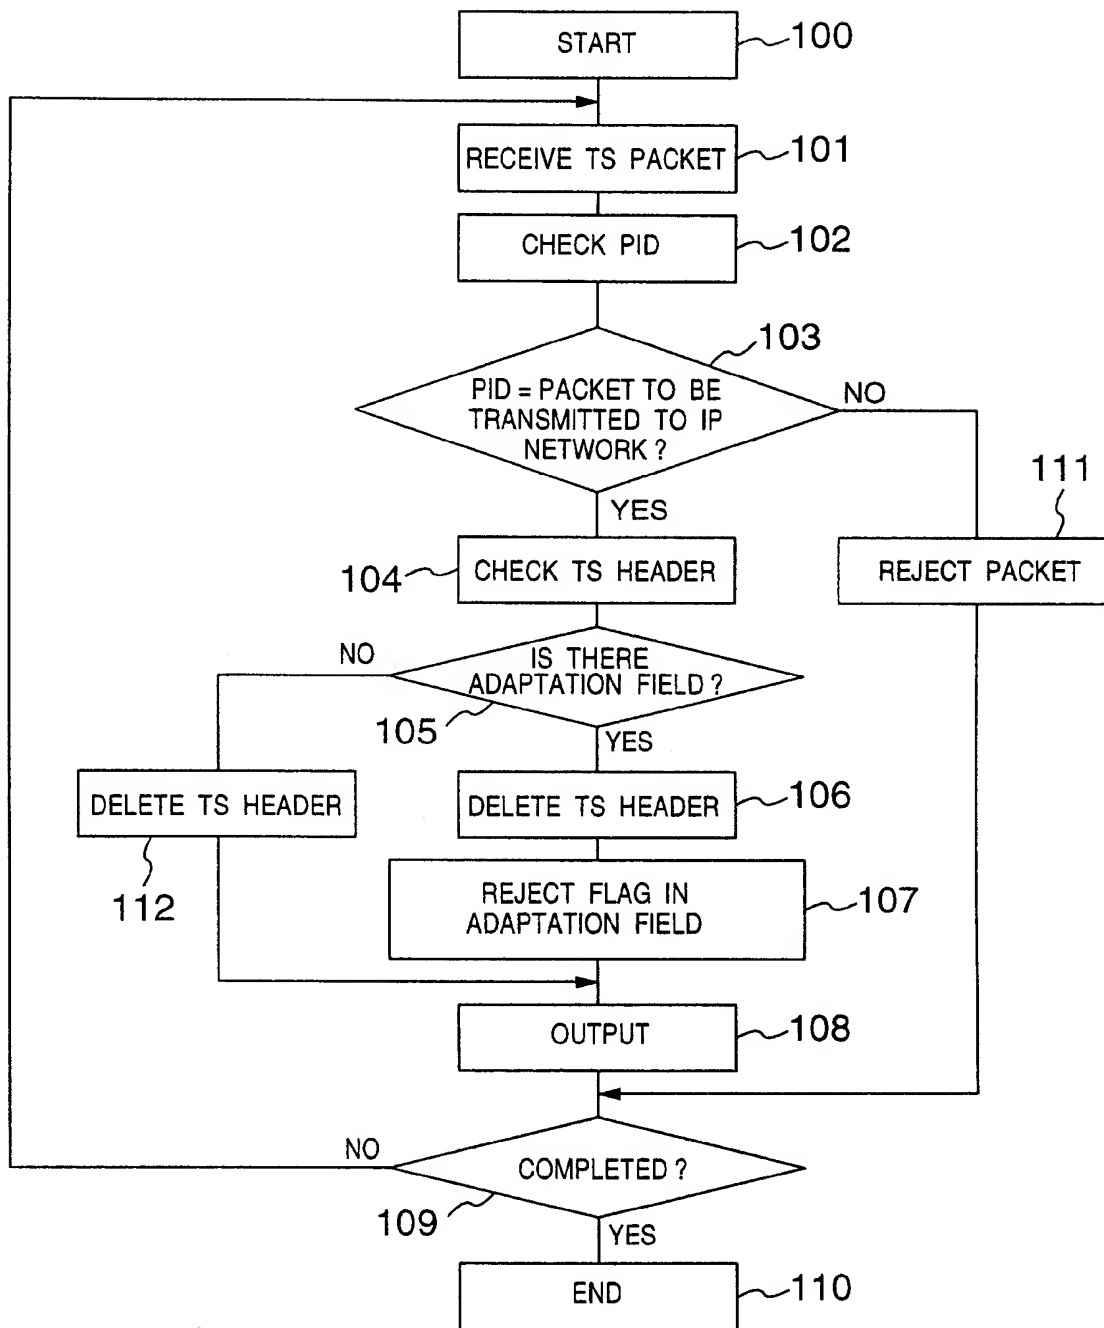 START
100
RECEIVE TS PACKET
101
CHECK PID
102
103
PID = PACKET TO BE
TRANSMITTED TO IP
NETWORK ?
NO
YES
111
104
CHECK TS HEADER
REJECT PACKET
NO
IS THERE
ADAPTATION FIELD ?
105
YES
DELETE TS HEADER
112
DELETE TS HEADER
106
REJECT FLAG IN
ADAPTATION FIELD
107
OUTPUT
108
NO
COMPLETED ?
109
YES
END
110